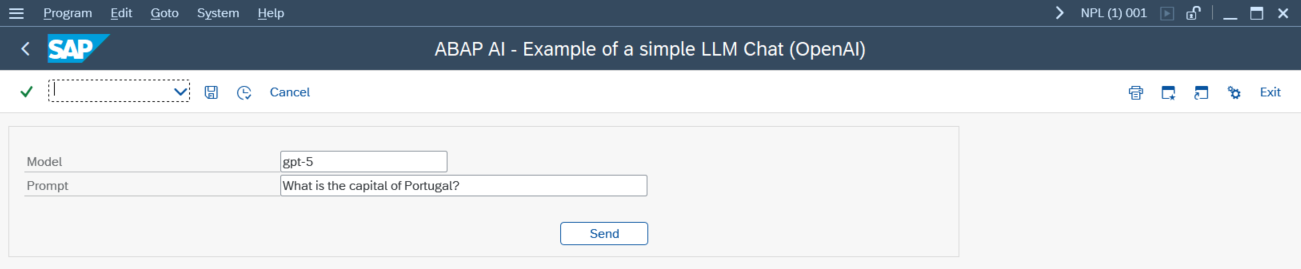 Program Edit Goto System Help NPL (1) 001
SAP ABAP AI - Example of a simple LLM Chat (OpenAI)
Cancel Exit
Model gpt-5
Prompt What is the capital of Portugal?
Send